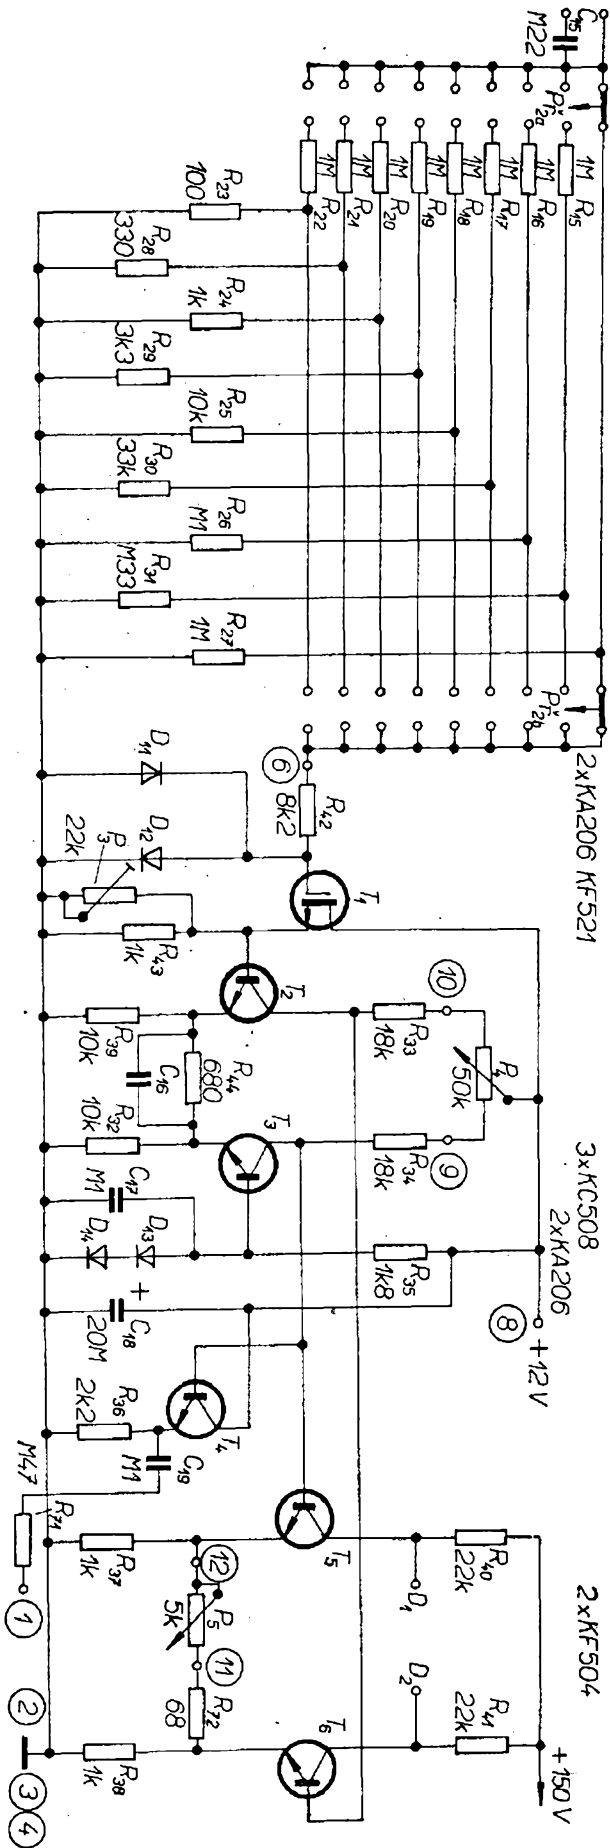 C15
M22
Př2a
1M R15
1M R16
1M R17
1M R18
1M R19
1M R20
1M R21
1M R22
R23
100
R28
330
R24
1k
R29
3k3
R25
10k
R30
33k
R26
M1
R31
M33
R27
1M
Př2b
2xKA206 KF521
6
R42
8k2
D11
D12
P3
22k
T1
R43
1k
T2
10
R33
18k
P4
50k
R39
10k
R44
680
C16
R32
10k
T3
R34
18k
9
3xKC508
2xKA206
C17
M1
D13
D14
R35
1k8
8
+12V
+
C18
20M
R36
2k2
T4
C19
M1
M47
R71
1
T5
R40
22k
D1
R37
1k
12
P5
5k
11
R72
68
D2
2xKF504
R41
22k
T6
R38
1k
+150V
2
3
4